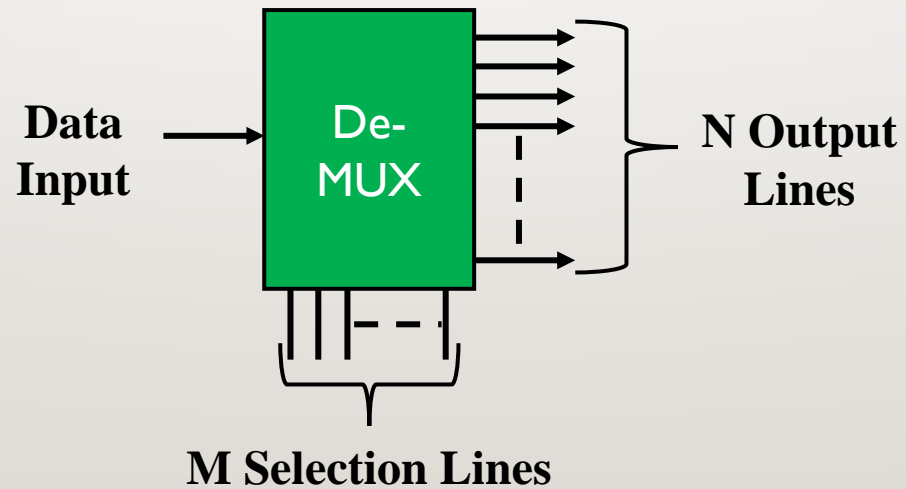 Data
Input
De-
MUX
N Output
Lines
M Selection Lines